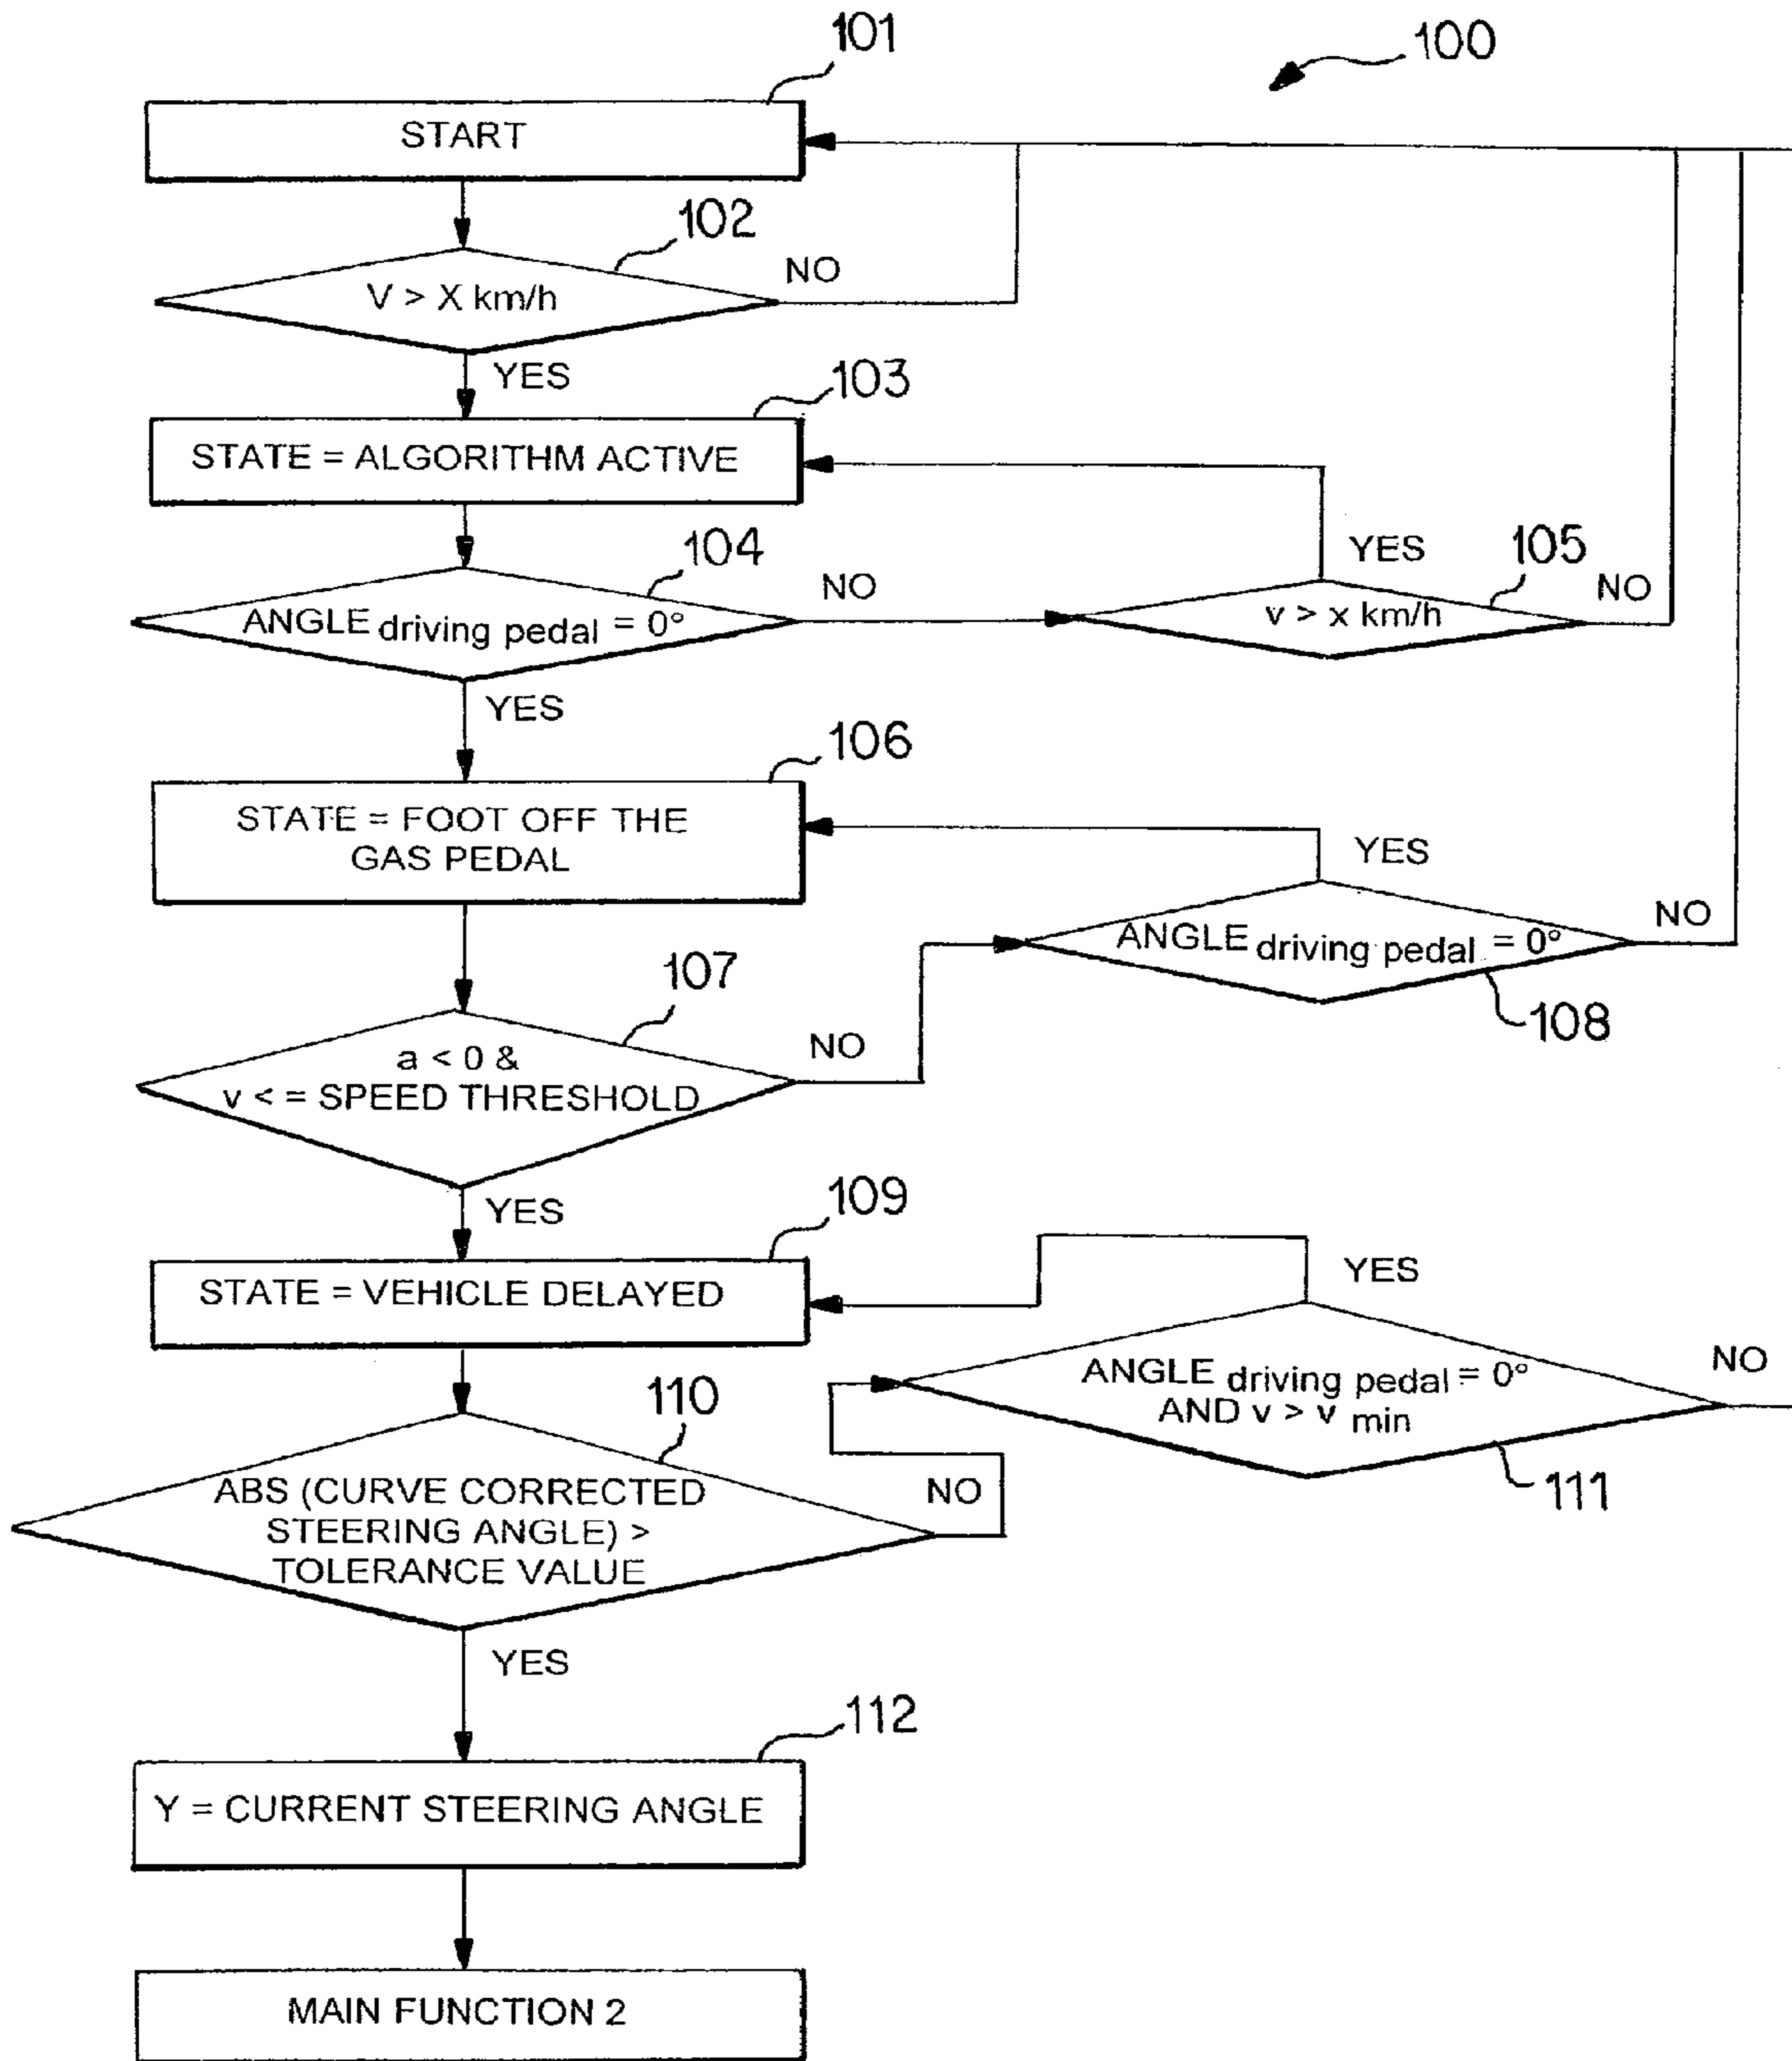 101
100
START
102
NO
V > X km/h
YES
103
STATE = ALGORITHM ACTIVE
104
NO
YES
105
NO
ANGLE driving pedal = 0°
v > x km/h
YES
106
STATE = FOOT OFF THE
GAS PEDAL
YES
NO
ANGLE driving pedal = 0°
108
107
NO
a < 0 &
v < = SPEED THRESHOLD
YES
109
STATE = VEHICLE DELAYED
YES
NO
ANGLE driving pedal = 0°
AND v > v min
111
110
NO
ABS (CURVE CORRECTED
STEERING ANGLE) >
TOLERANCE VALUE
YES
112
Y = CURRENT STEERING ANGLE
MAIN FUNCTION 2